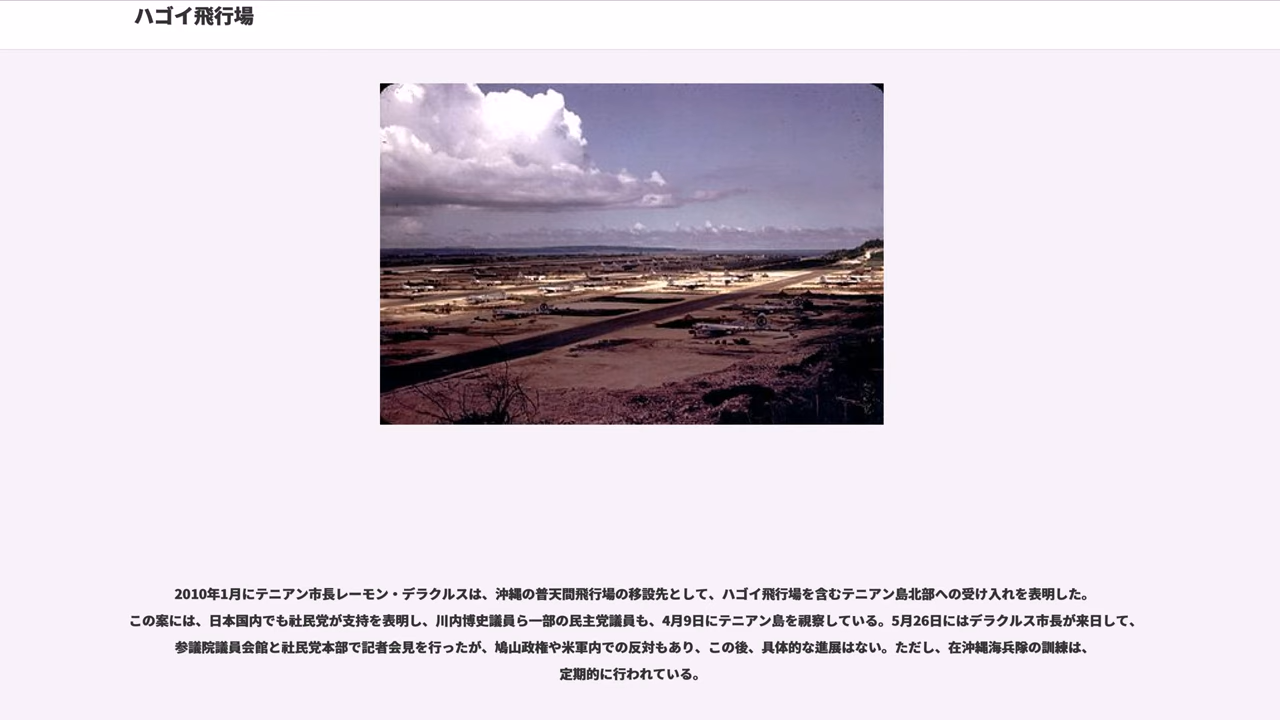 ハゴイ飛行場
2010年1月にテニアン市長レーモン・デラクルスは、沖縄の普天間飛行場の移設先として、ハゴイ飛行場を含むテニアン島北部への受け入れを表明した。
この案には、日本国内でも社民党が支持を表明し、川内博史議員ら一部の民主党議員も、4月9日にテニアン島を視察している。5月26日にはデラクルス市長が来日して、
参議院議員会館と社民党本部で記者会見を行ったが、鳩山政権や米軍内での反対もあり、この後、具体的な進展はない。ただし、在沖縄海兵隊の訓練は、
定期的に行われている。